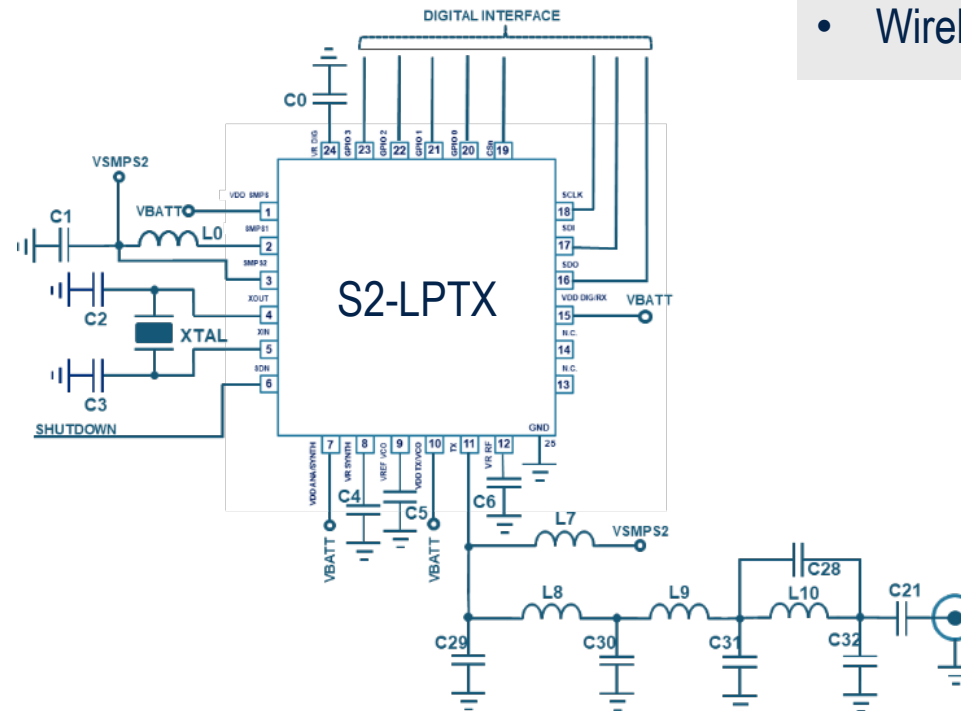 DIGITAL INTERFACE
• Wirel
C0
VR DIG
GPIO 3
GPIO 2
GPIO 1
GPIO 0
CSn
24 23 22 21 20 19
VSMPS2
C1
VBATT
L0
VDD SMPS
1
SMPS1
2
SMPS2
3
XOUT
4
XIN
5
SDN
6
C2
XTAL
C3
SHUTDOWN
S2-LPTX
SCLK
18
SDI
17
SDO
16
VDD DIG/RX
15
VBATT
N.C.
14
N.C.
13
GND
25
7 8 9 10 11 12
VDD ANA/SYNTH
VR SYNTH
VREF VCO
VDD TX/VCO
TX
VR RF
C4
C5
C6
VBATT
VBATT
L7
VSMPS2
C28
L8
L9
L10
C21
C29
C30
C31
C32